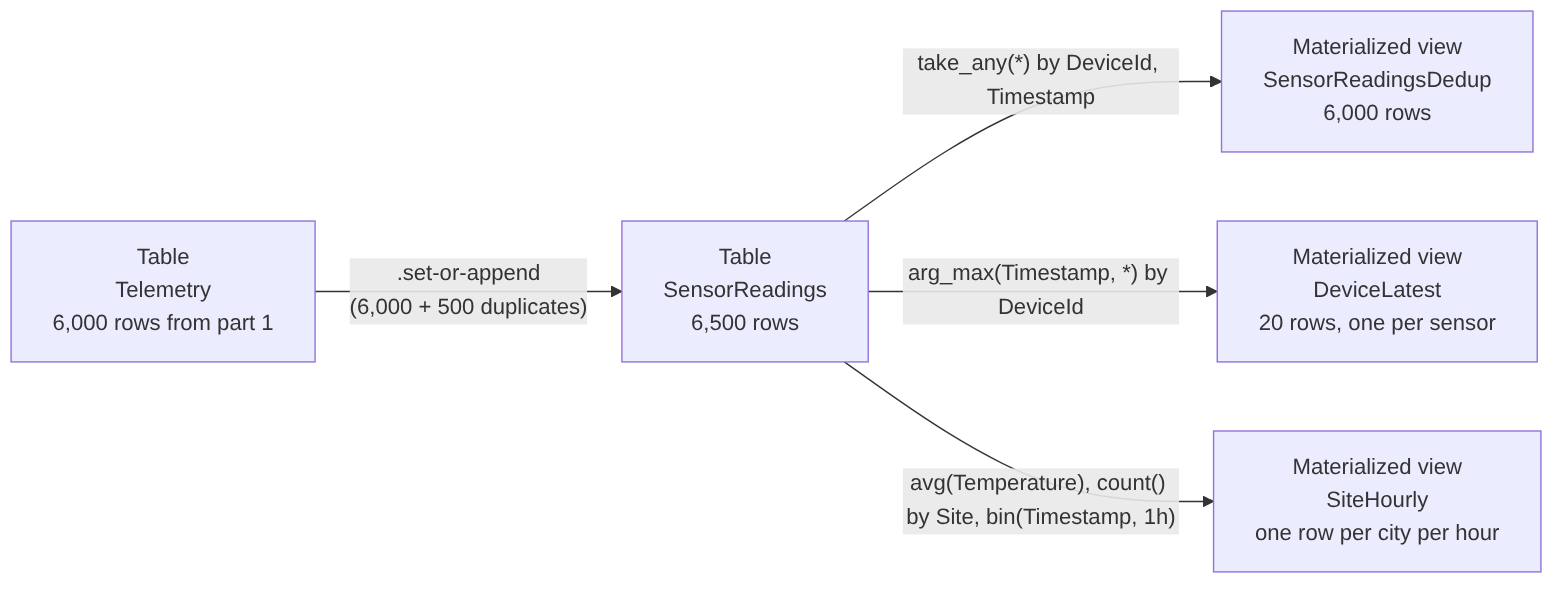 Table
Telemetry
6,000 rows from part 1
.set-or-append
(6,000 + 500 duplicates)
Table
SensorReadings
6,500 rows
take_any(*) by DeviceId,
Timestamp
Materialized view
SensorReadingsDedup
6,000 rows
arg_max(Timestamp, *) by
DeviceId
Materialized view
DeviceLatest
20 rows, one per sensor
avg(Temperature), count()
by Site, bin(Timestamp, 1h)
Materialized view
SiteHourly
one row per city per hour